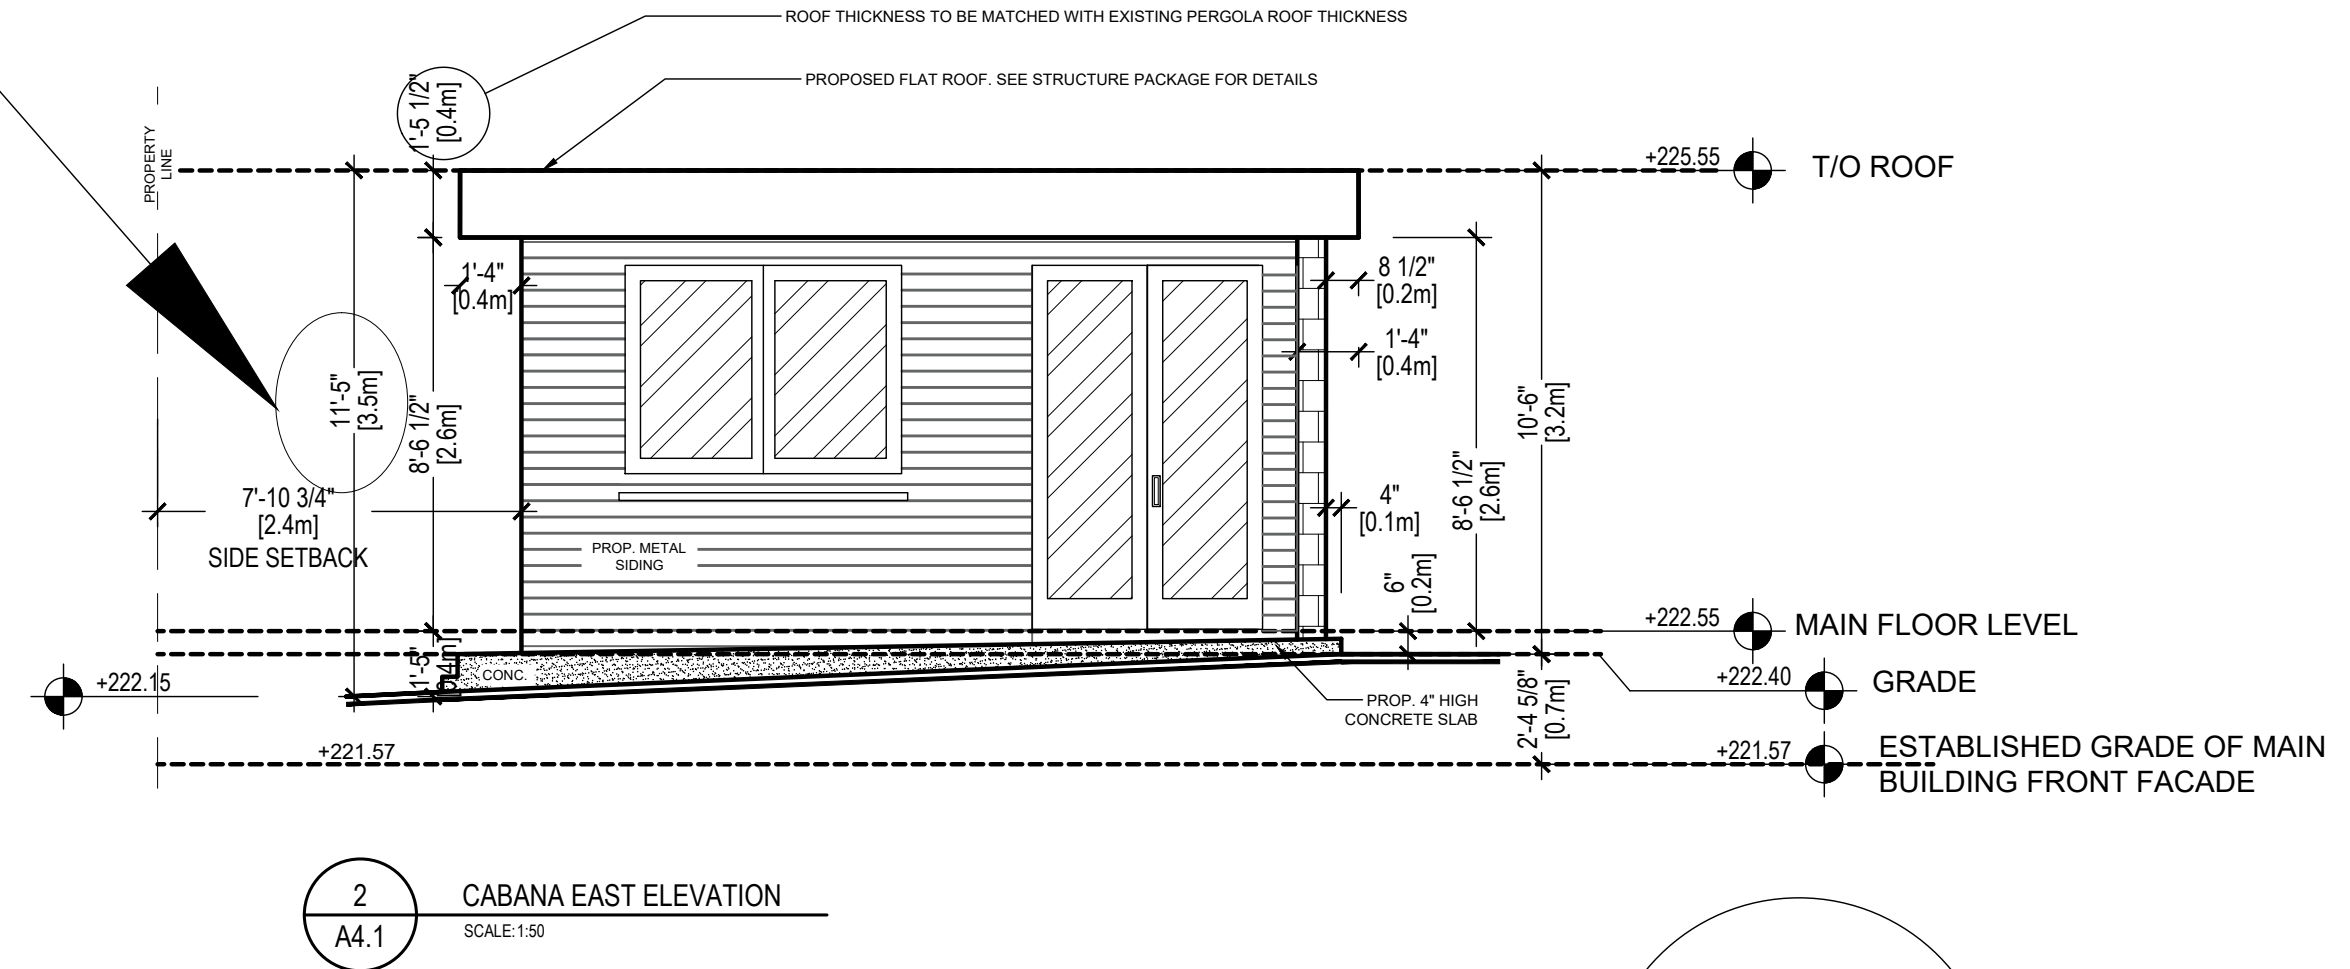 ROOF THICKNESS TO BE MATCHED WITH EXISTING PERGOLA ROOF THICKNESS
PROPOSED FLAT ROOF. SEE STRUCTURE PACKAGE FOR DETAILS
1'-5 1/2"
[0.4m]
PROPERTY
LINE
+225.55
T/O ROOF
1'-4"
[0.4m]
8 1/2"
[0.2m]
1'-4"
[0.4m]
11'-5"
[3.5m]
8'-6 1/2"
[2.6m]
10'-6"
[3.2m]
8'-6 1/2"
[2.6m]
7'-10 3/4"
[2.4m]
SIDE SETBACK
4"
[0.1m]
PROP. METAL
SIDING
6"
[0.2m]
+222.55
MAIN FLOOR LEVEL
1'-5"
[0.4m]
CONC.
+222.15
+222.40
GRADE
PROP. 4" HIGH
CONCRETE SLAB
2'-4 5/8"
[0.7m]
+221.57
+221.57
ESTABLISHED GRADE OF MAIN
BUILDING FRONT FACADE
2
A4.1
CABANA EAST ELEVATION
SCALE:1:50